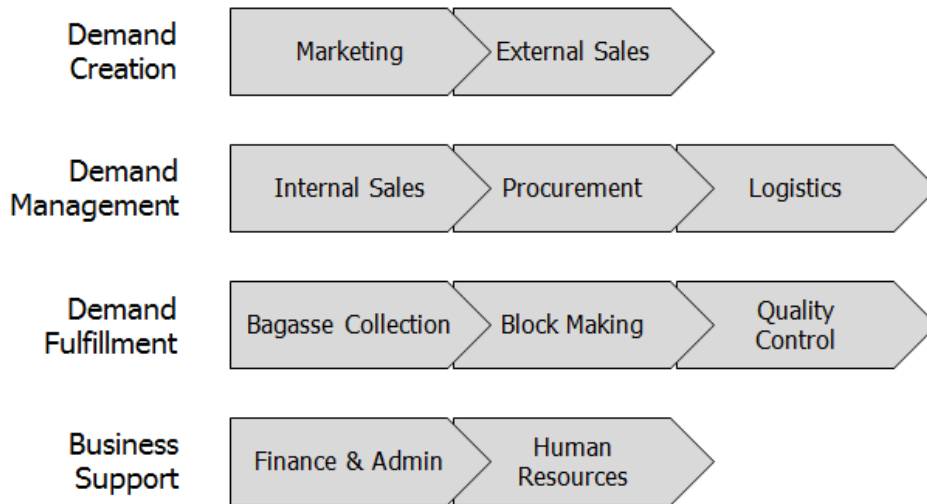 Demand
Creation
Marketing
External Sales
Demand
Management
Internal Sales
Procurement
Logistics
Demand
Fulfillment
Bagasse Collection
Block Making
Quality
Control
Business
Support
Finance & Admin
Human
Resources